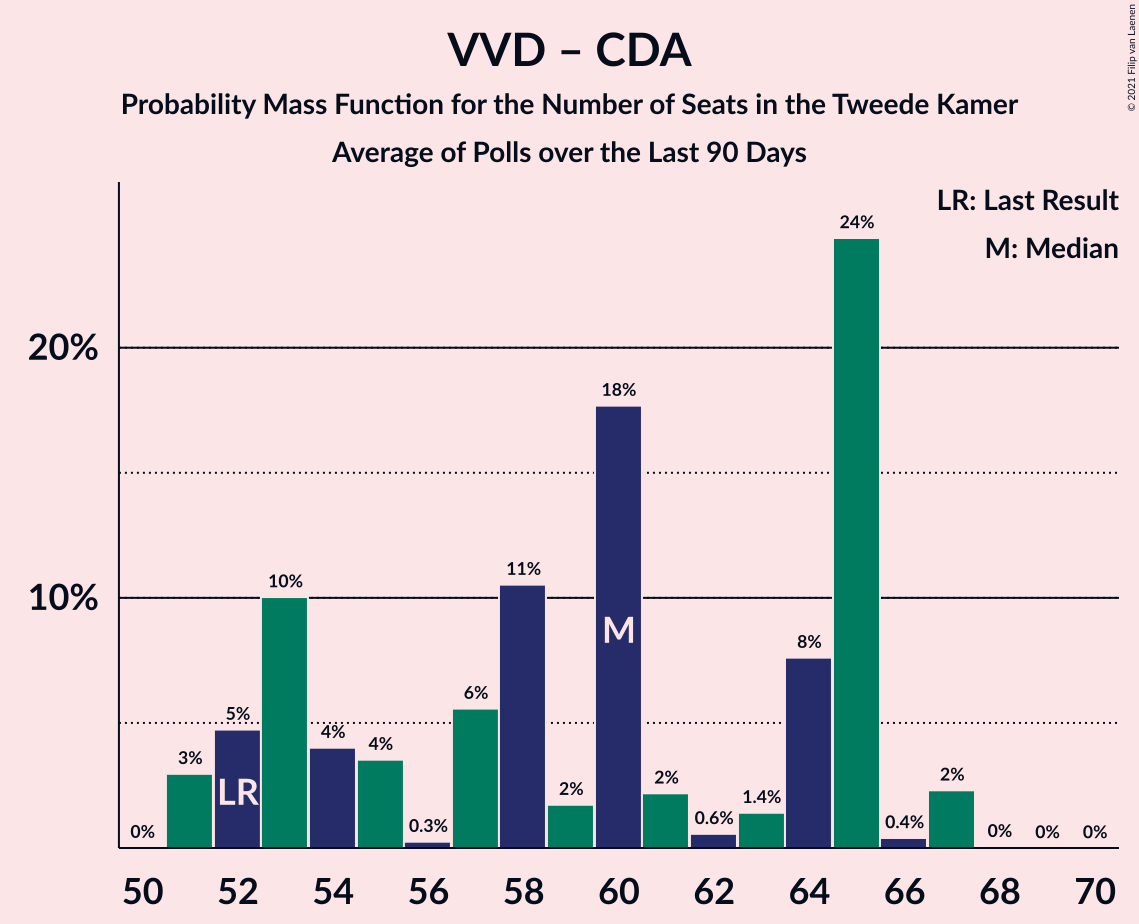 VVD – CDA
Probability Mass Function for the Number of Seats in the Tweede Kamer
Average of Polls over the Last 90 Days
© 2021 Filip van Laenen
LR: Last Result
M: Median
20%
10%
0%
3%
5%
10%
4%
4%
0.3%
6%
11%
2%
18%
2%
0.6%
1.4%
8%
24%
0.4%
2%
0%
0%
0%
LR
M
50 52 54 56 58 60 62 64 66 68 70